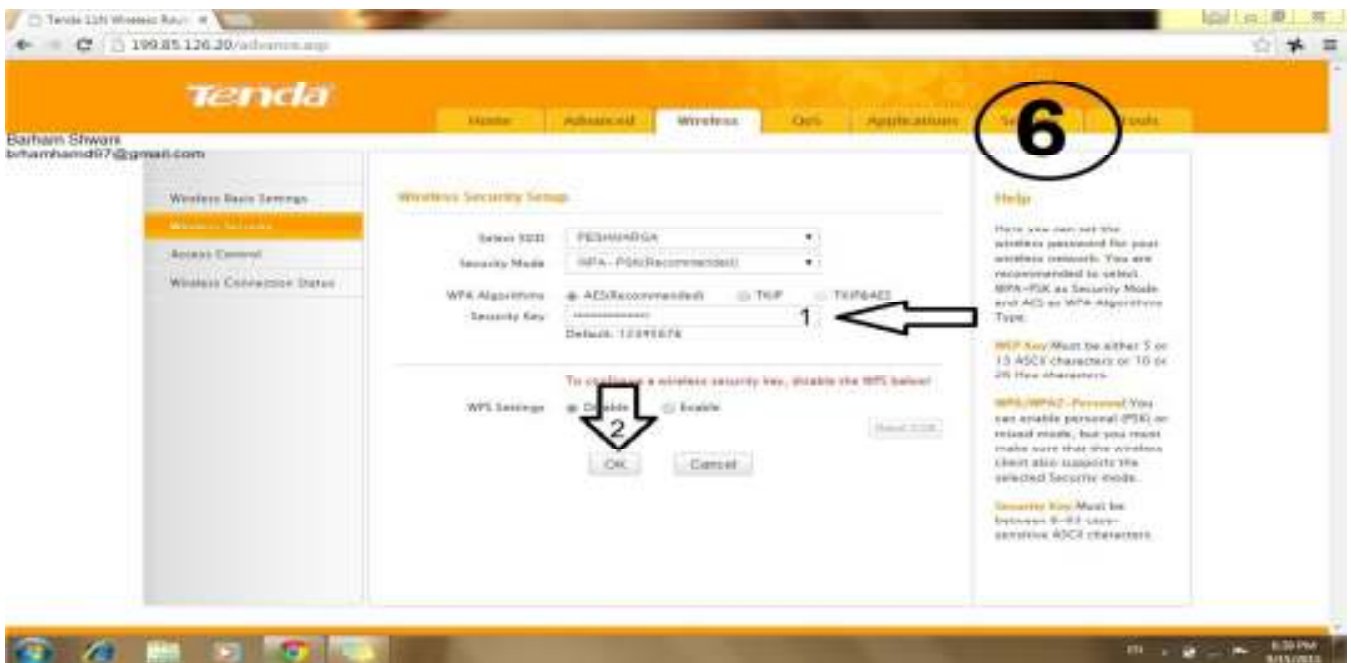 Tenda 11N Wireless Rout
199.85.126.20/advance.asp
Tenda
Home Advanced Wireless QoS Applications Tools
6
Barham Shwani
Wireless Basic Settings
Wireless Security
Access Control
Wireless Connection Status
Wireless Security Setup
Select SSID PESHWARGA
Security Mode WPA - PSK(Recommended)
WPA Algorithms AES(Recommended) TKIP TKIP&AES
Security Key 1
Default: 12345678
To configure a wireless security key, disable the WPS below!
WPS Settings Disable Enable
2
OK Cancel
Help
Here you can set the
wireless password for your
wireless network. You are
recommended to select
WPA-PSK as Security Mode
and AES as WPA Algorithms
Type.
WEP Key:Must be either 5 or
13 ASCII characters or 10 or
26 Hex characters.
WPA/WPA2-Personal:You
can enable personal (PSK) or
mixed mode, but you must
make sure that the wireless
client also supports the
selected Security mode.
Security Key:Must be
between 8-63 case-
sensitive ASCII characters.
EN